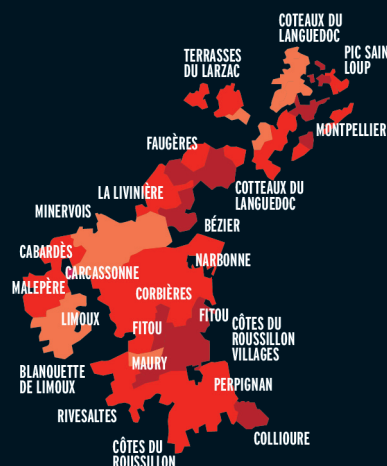 COTEAUX DU
LANGUEDOC
TERRASSES
DU LARZAC
PIC SAIN
LOUP
MONTPELLIER
FAUGÈRES
LA LIVINIÈRE
COTTEAUX DU
LANGUEDOC
MINERVOIS
BÉZIER
CABARDÈS
NARBONNE
CARCASSONNE
MALEPÈRE
CORBIÈRES
LIMOUX
FITOU
FITOU
CÔTES DU
ROUSSILLON
VILLAGES
BLANQUETTE
DE LIMOUX
MAURY
PERPIGNAN
RIVESALTES
COLLIOURE
CÔTES DU
ROUSSILLON